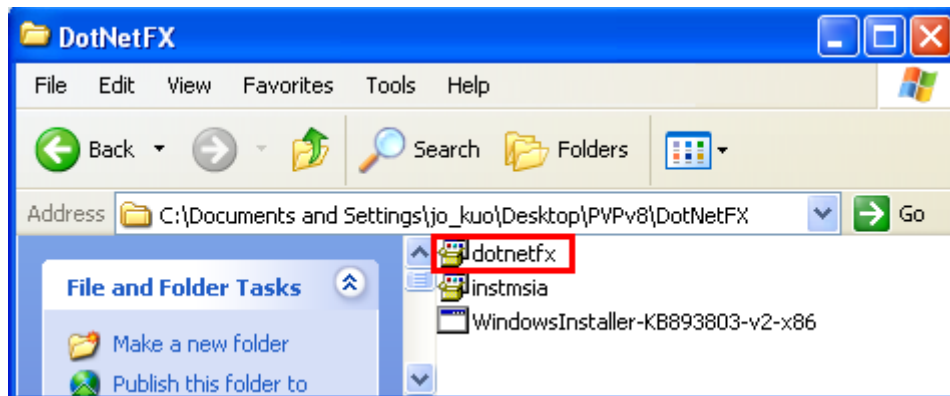 DotNetFX
File Edit View Favorites Tools Help
Back Search Folders
Address C:\Documents and Settings\jo_kuo\Desktop\PVPv8\DotNetFX Go
File and Folder Tasks
Make a new folder
Publish this folder to
dotnetfx
instmsia
WindowsInstaller-KB893803-v2-x86